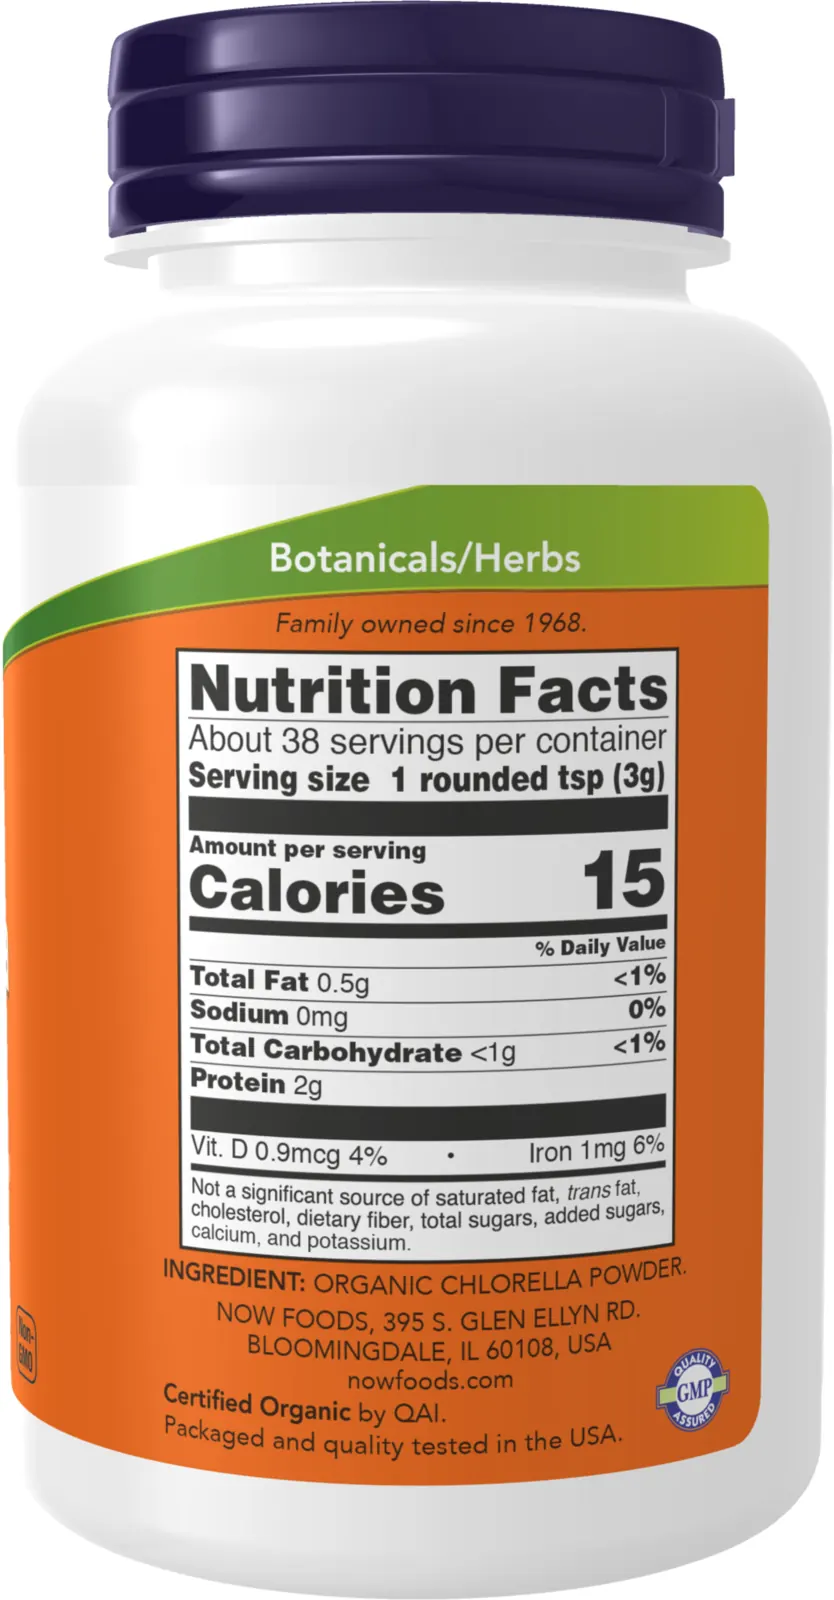 Botanicals/Herbs
Family owned since 1968.
Nutrition Facts
About 38 servings per container
Serving size 1 rounded tsp (3g)
Amount per serving
Calories 15
% Daily Value
Total Fat 0.5g <1%
Sodium 0mg 0%
Total Carbohydrate <1g <1%
Protein 2g
Vit. D 0.9mcg 4% • Iron 1mg 6%
Not a significant source of saturated fat, trans fat,
cholesterol, dietary fiber, total sugars, added sugars,
calcium, and potassium.
INGREDIENT: ORGANIC CHLORELLA POWDER.
NOW FOODS, 395 S. GLEN ELLYN RD.
BLOOMINGDALE, IL 60108, USA
nowfoods.com
Certified Organic by QAI.
Packaged and quality tested in the USA.
Non-
GMO
QUALITY
GMP
ASSURED